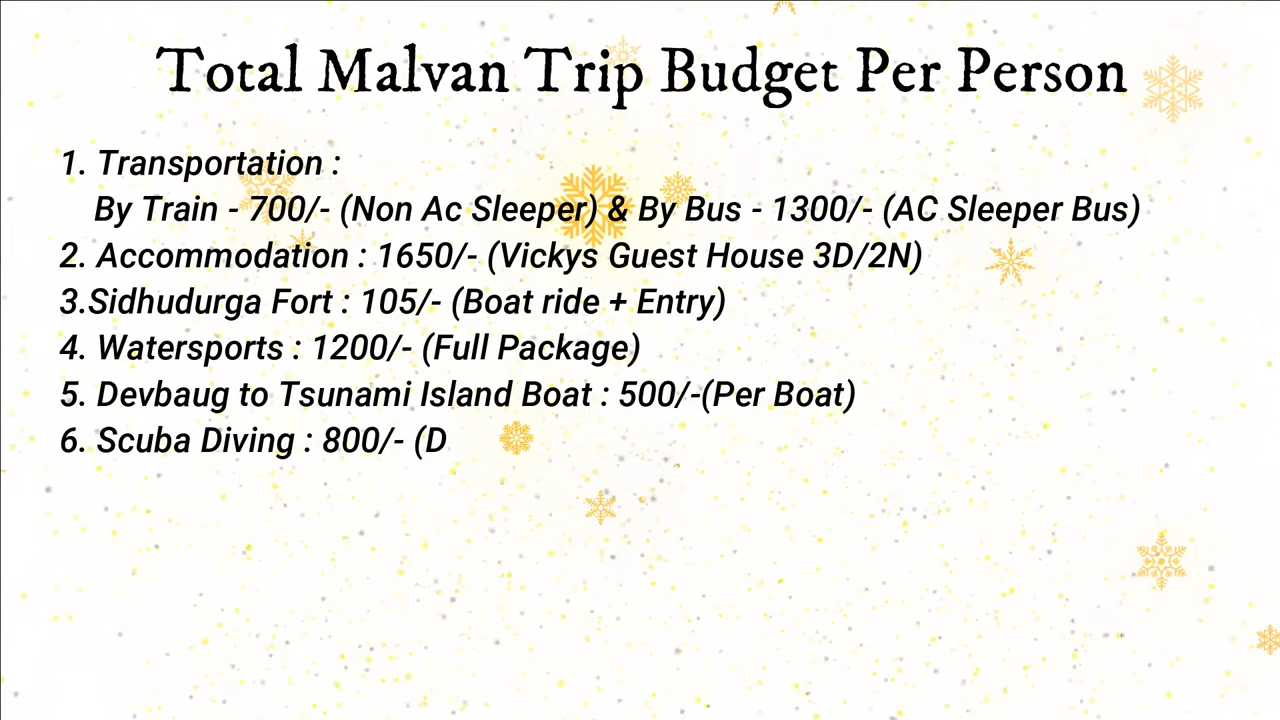 Total Malvan Trip Budget Per Person
1. Transportation :
By Train - 700/- (Non Ac Sleeper) & By Bus - 1300/- (AC Sleeper Bus)
2. Accommodation : 1650/- (Vickys Guest House 3D/2N)
3.Sidhudurga Fort : 105/- (Boat ride + Entry)
4. Watersports : 1200/- (Full Package)
5. Devbaug to Tsunami Island Boat : 500/-(Per Boat)
6. Scuba Diving : 800/- (D